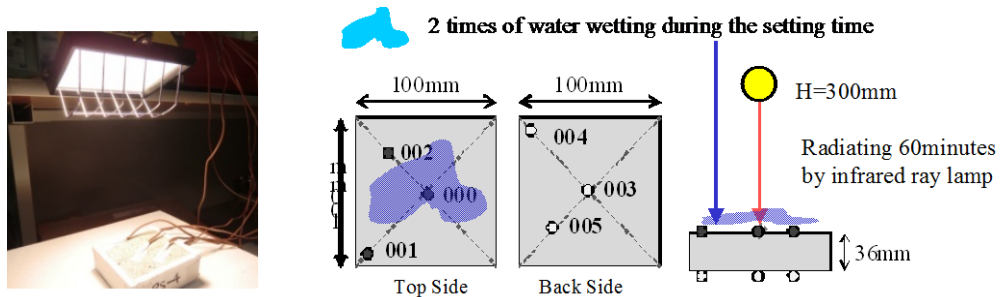 2 times of water wetting during the setting time
100mm
100mm
H=300mm
002
004
Radiating 60minutes
by infrared ray lamp
000
003
001
005
36mm
Top Side
Back Side